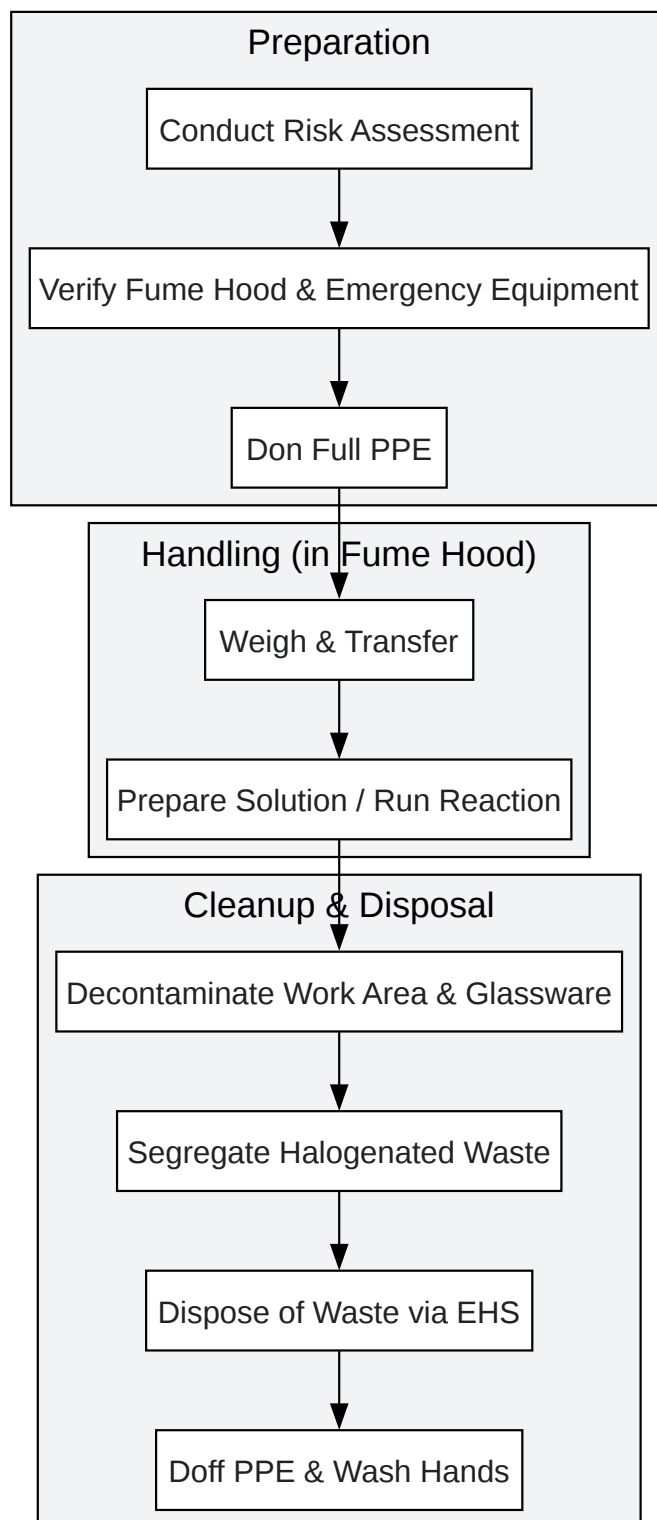 Preparation
Conduct Risk Assessment
Verify Fume Hood & Emergency Equipment
Don Full PPE
Handling (in Fume Hood)
Weigh & Transfer
Prepare Solution / Run Reaction
Cleanup & Disposal
Decontaminate Work Area & Glassware
Segregate Halogenated Waste
Dispose of Waste via EHS
Doff PPE & Wash Hands